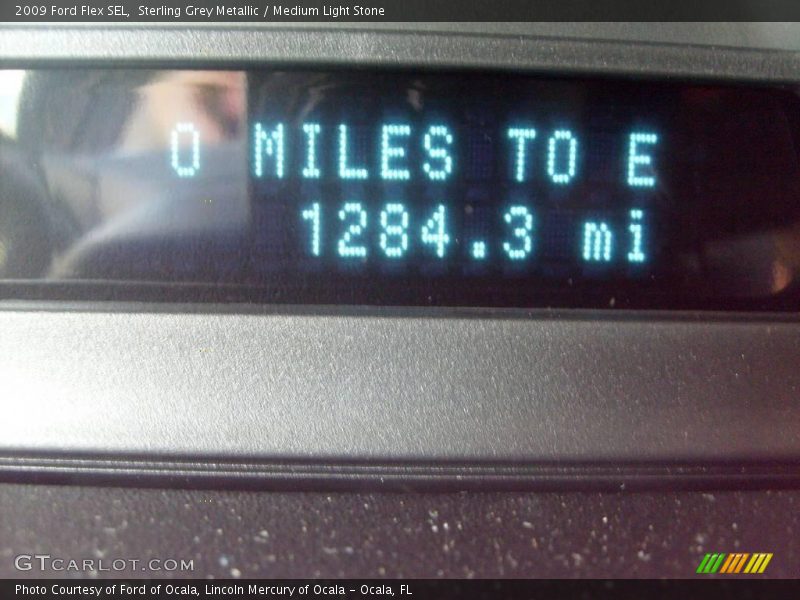 2009 Ford Flex SEL,  Sterling Grey Metallic / Medium Light Stone
0 MILES TO E
1284.3 mi
GTCARLOT.COM
Photo Courtesy of Ford of Ocala, Lincoln Mercury of Ocala - Ocala, FL